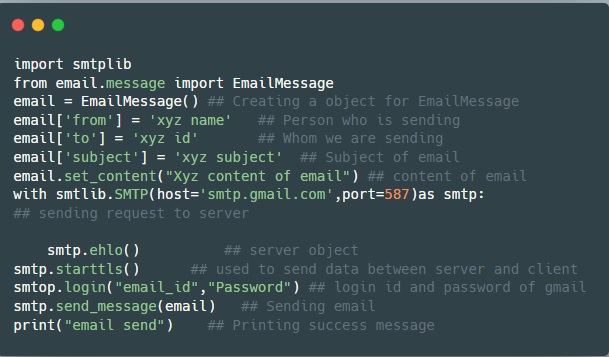 import smtplib
from email.message import EmailMessage
email = EmailMessage() ## Creating a object for EmailMessage
email['from'] = 'xyz name'   ## Person who is sending
email['to'] = 'xyz id'       ## Whom we are sending
email['subject'] = 'xyz subject'  ## Subject of email
email.set_content("Xyz content of email") ## content of email
with smtlib.SMTP(host='smtp.gmail.com',port=587)as smtp:
## sending request to server
    smtp.ehlo()          ## server object
smtp.starttls()      ## used to send data between server and client
smtop.login("email_id","Password") ## login id and password of gmail
smtp.send_message(email)   ## Sending email
print("email send")    ## Printing success message